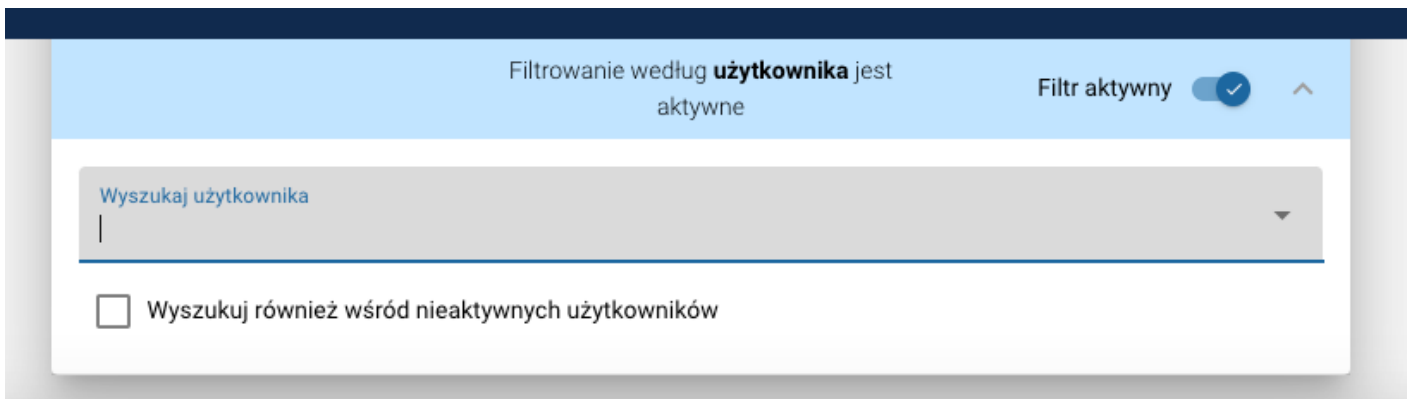 Filtrowanie według użytkownika jest
aktywne
Filtr aktywny
Wyszukaj użytkownika
Wyszukuj również wśród nieaktywnych użytkowników